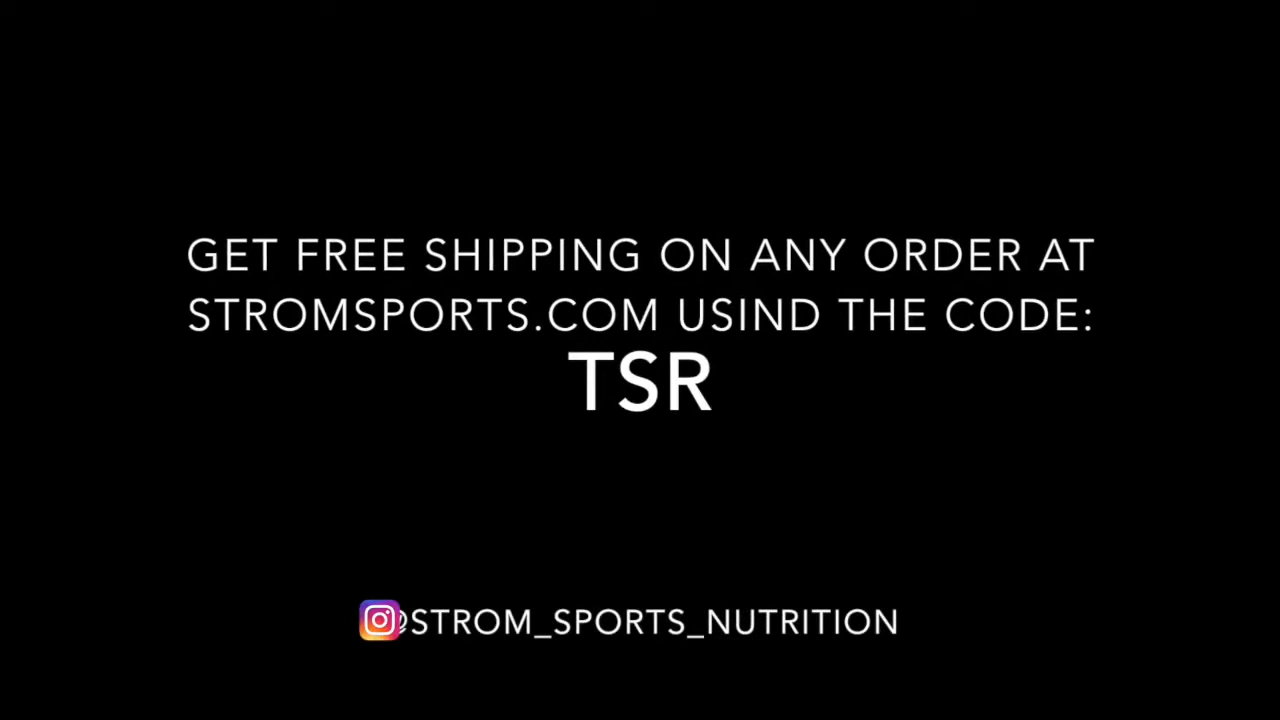 GET FREE SHIPPING ON ANY ORDER AT
STROMSPORTS.COM USIND THE CODE:
TSR
@STROM_SPORTS_NUTRITION